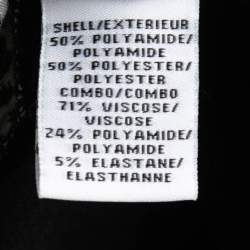 SHELL/EXTERIEUR
50% POLYAMIDE/
POLYAMIDE
50% POLYESTER/
POLYESTER
COMBO/COMBO
71% VISCOSE/
VISCOSE
24% POLYAMIDE/
POLYAMIDE
5% ELASTANE/
ELASTHANNE